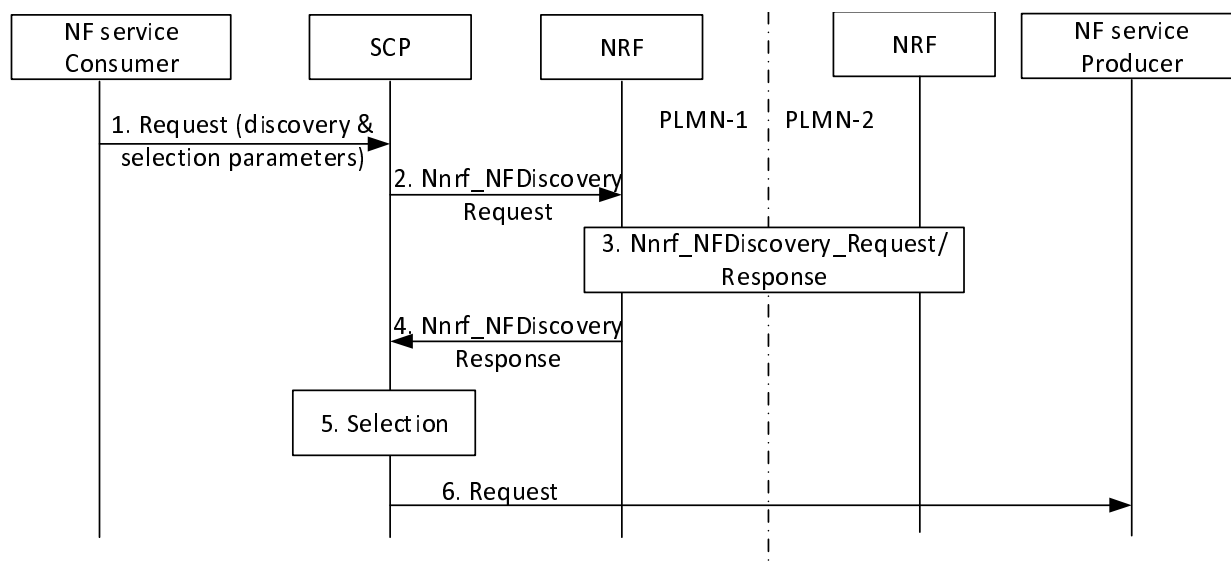 NF service
Consumer
SCP
NRF
NRF
NF service
Producer
PLMN-1
PLMN-2
1. Request (discovery &
selection parameters)
2. Nnrf_NFDiscovery
Request
3. Nnrf_NFDiscovery_Request/
Response
4. Nnrf_NFDiscovery
Response
5. Selection
6. Request